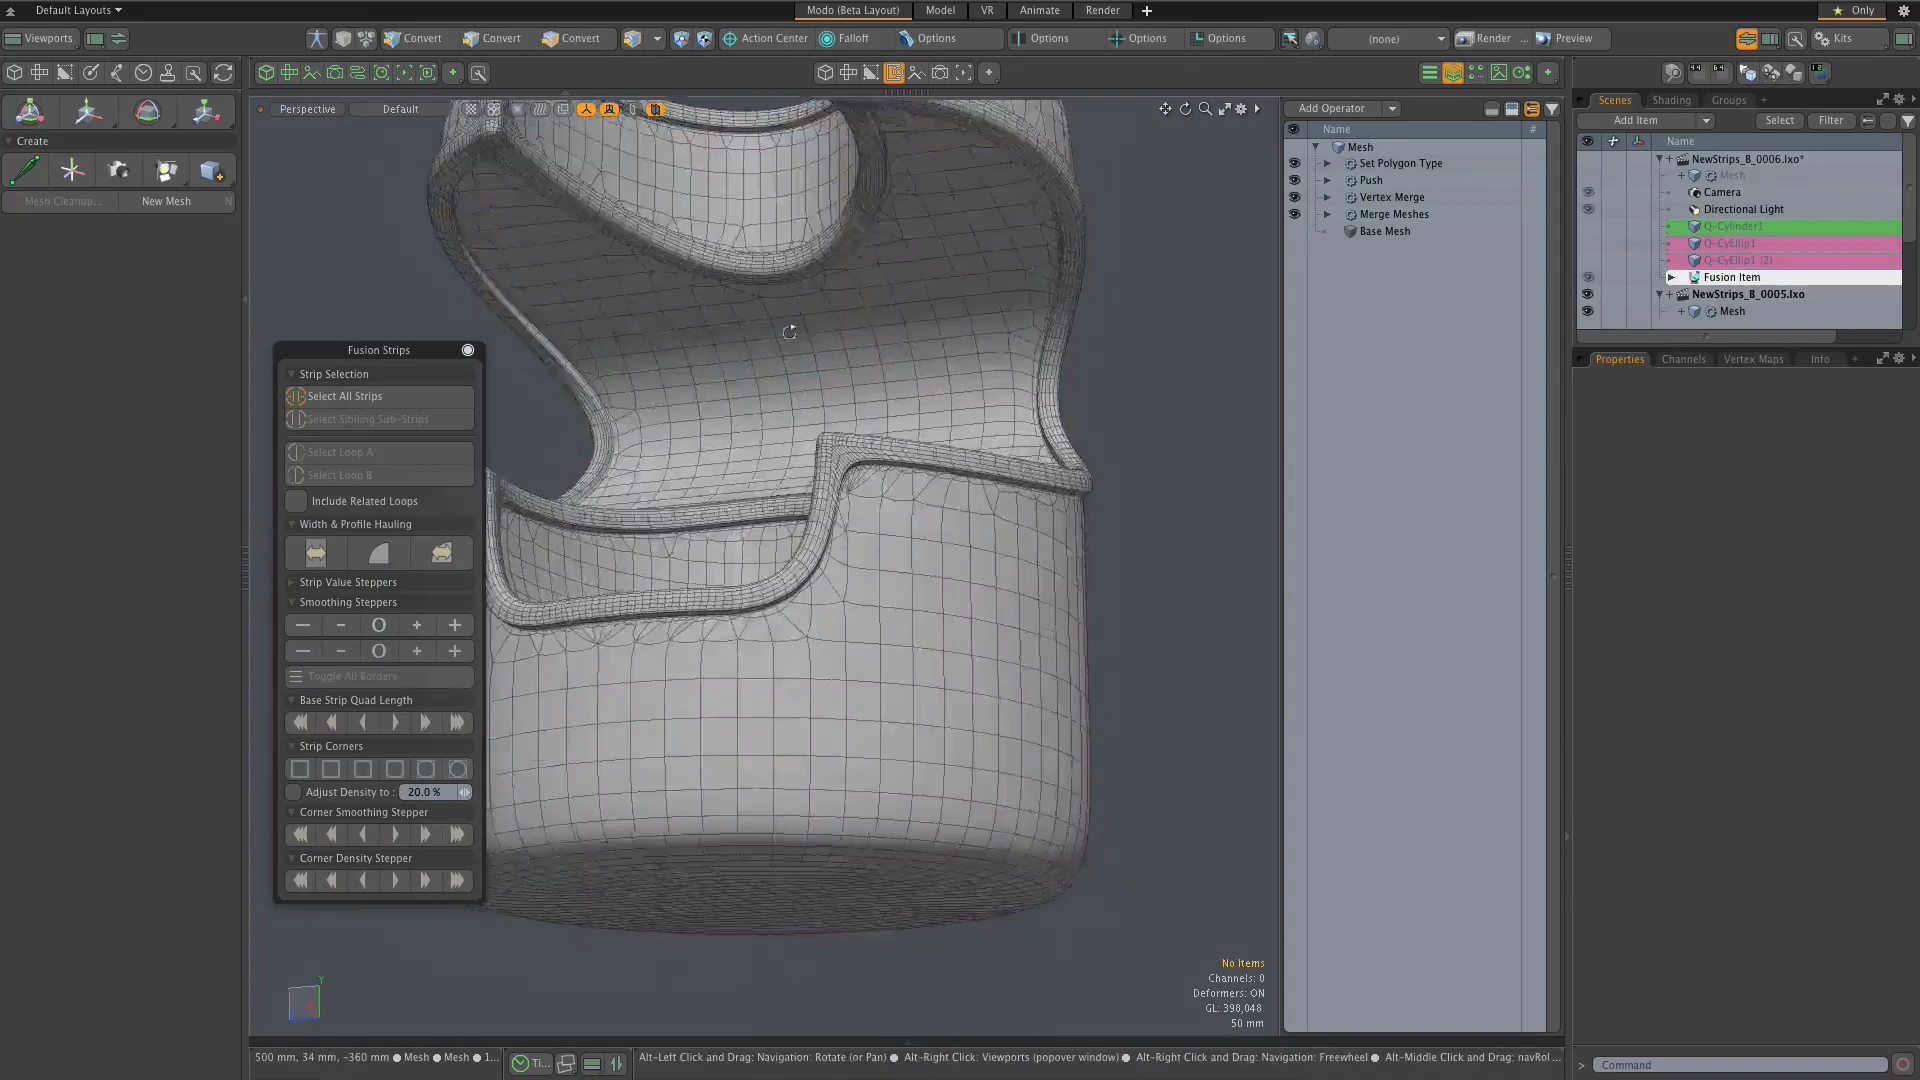 Default Layouts
Modo (Beta Layout)
Model
VR
Animate
Render
Only
Viewports
Convert
Convert
Convert
Action Center
Falloff
Options
Options
Options
Options
(none)
Render
...
Preview
Kits
Perspective
Default
Add Operator
Scenes
Shading
Groups
Add Item
Select
Filter
Create
Name
#
Name
Mesh
Set Polygon Type
Push
Vertex Merge
Merge Meshes
Base Mesh
NewStrips_B_0006.lxo*
Mesh
Camera
Directional Light
Q-Cylinder1
Q-CyEllip1
Q-CyEllip1 (2)
Fusion Item
NewStrips_B_0005.lxo
Mesh
Mesh Cleanup...
New Mesh
N
Properties
Channels
Vertex Maps
Info
Fusion Strips
Strip Selection
Select All Strips
Select Sibiling Sub-Strips
Select Loop A
Select Loop B
Include Related Loops
Width & Profile Hauling
Strip Value Steppers
Smoothing Steppers
Toggle All Borders
Base Strip Quad Length
Strip Corners
Adjust Density to :
20.0 %
Corner Smoothing Stepper
Corner Density Stepper
Y
No Items
Channels: 0
Deformers: ON
GL: 398,048
50 mm
500 mm, 34 mm, -360 mm ● Mesh ● Mesh ● 1...
Ti...
Alt-Left Click and Drag: Navigation: Rotate (or Pan) ● Alt-Right Click: Viewports (popover window) ● Alt-Right Click and Drag: Navigation: Freewheel ● Alt-Middle Click and Drag: navRol ...
Command